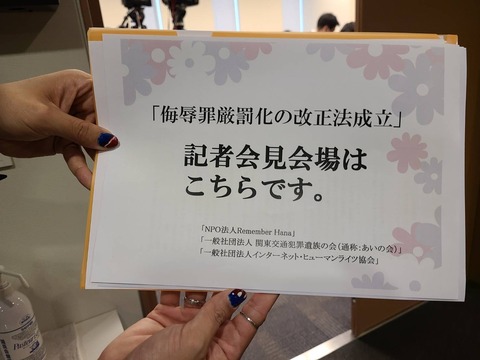 「侮辱罪厳罰化の改正法成立」
記者会見会場は
こちらです。
「NPO法人Remember Hana」
「一般社団法人 関東交通犯罪遺族の会（通称：あいの会）」
「一般社団法人インターネット・ヒューマンライツ協会」